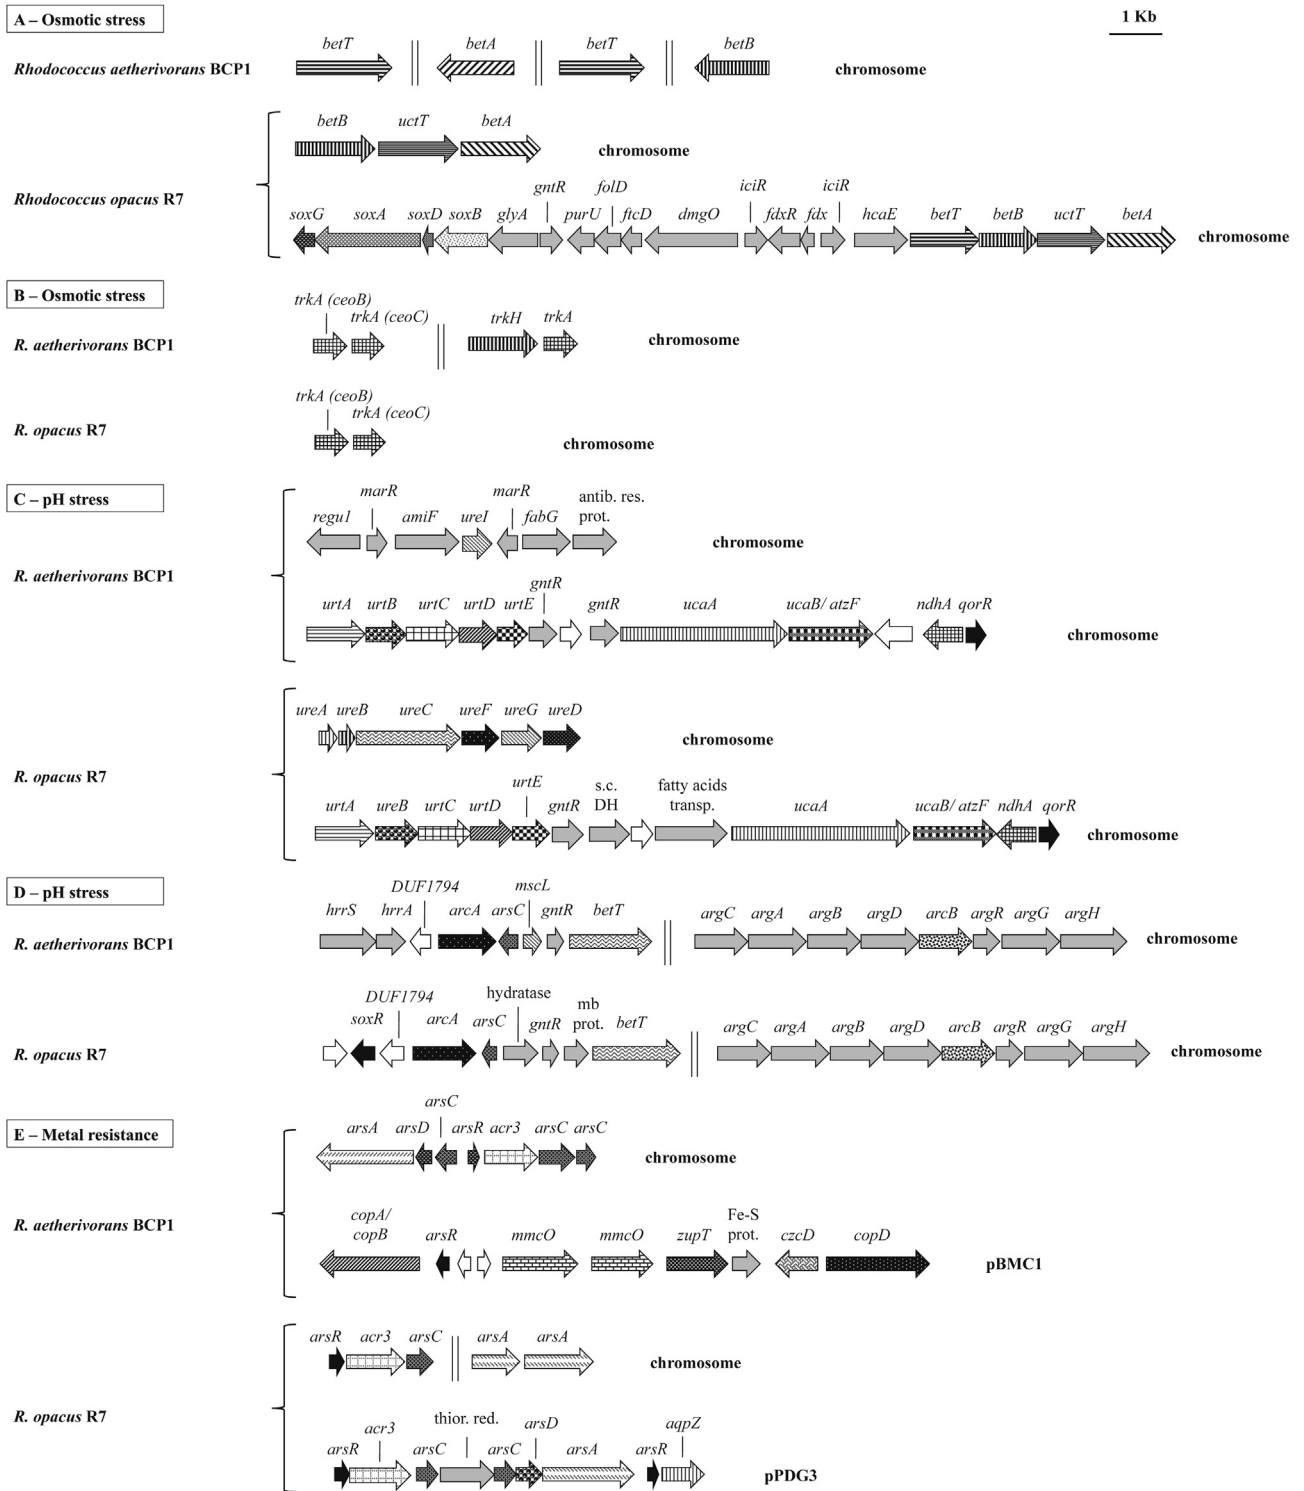 A – Osmotic stress
1 Kb
betT betA betT betB
Rhodococcus aetherivorans BCP1 chromosome
betB uctT betA
chromosome
Rhodococcus opacus R7
gntR folD iciR iciR
soxG soxA soxD soxB glyA purU ftcD dmgO fdxR fdx hcaE betT betB uctT betA
chromosome
B – Osmotic stress
trkA (ceoB)
trkA (ceoC) trkH trkA
R. aetherivorans BCP1 chromosome
trkA (ceoB)
trkA (ceoC)
R. opacus R7 chromosome
C – pH stress
marR marR antib. res.
regu1 amiF ureI fabG prot.
chromosome
R. aetherivorans BCP1
gntR
urtA urtB urtC urtD urtE gntR ucaA ucaB/ atzF ndhA qorR
chromosome
ureA ureB ureC ureF ureG ureD
chromosome
R. opacus R7
urtE s.c. fatty acids
urtA ureB urtC urtD gntR DH transp. ucaA ucaB/ atzF ndhA qorR
chromosome
D – pH stress
DUF1794 mscL
hrrS hrrA arcA arsC gntR betT argC argA argB argD arcB argR argG argH
R. aetherivorans BCP1 chromosome
DUF1794 hydratase mb
soxR arcA arsC gntR prot. betT argC argA argB argD arcB argR argG argH
R. opacus R7 chromosome
E – Metal resistance
arsC
arsA arsD arsR acr3 arsC arsC
chromosome
R. aetherivorans BCP1
copA/ Fe-S
copB arsR mmcO mmcO zupT prot. czcD copD
pBMC1
arsR acr3 arsC arsA arsA
chromosome
R. opacus R7
acr3 thior. red. arsD aqpZ
arsR arsC arsC arsA arsR
pPDG3